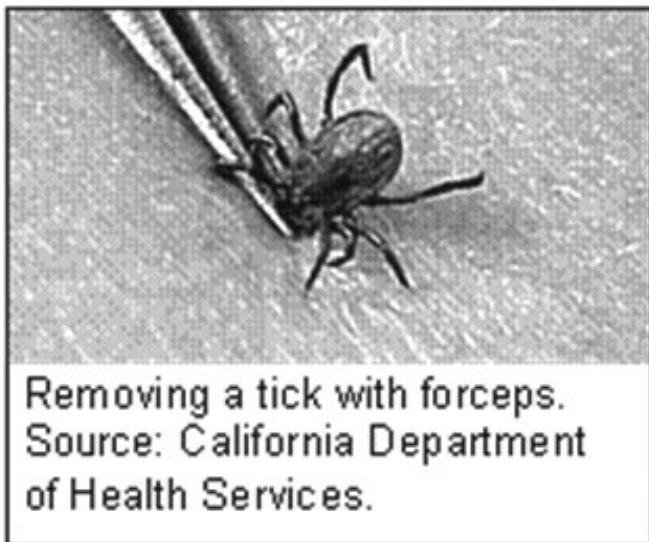 Removing a tick with forceps.
Source: California Department
of Health Services.